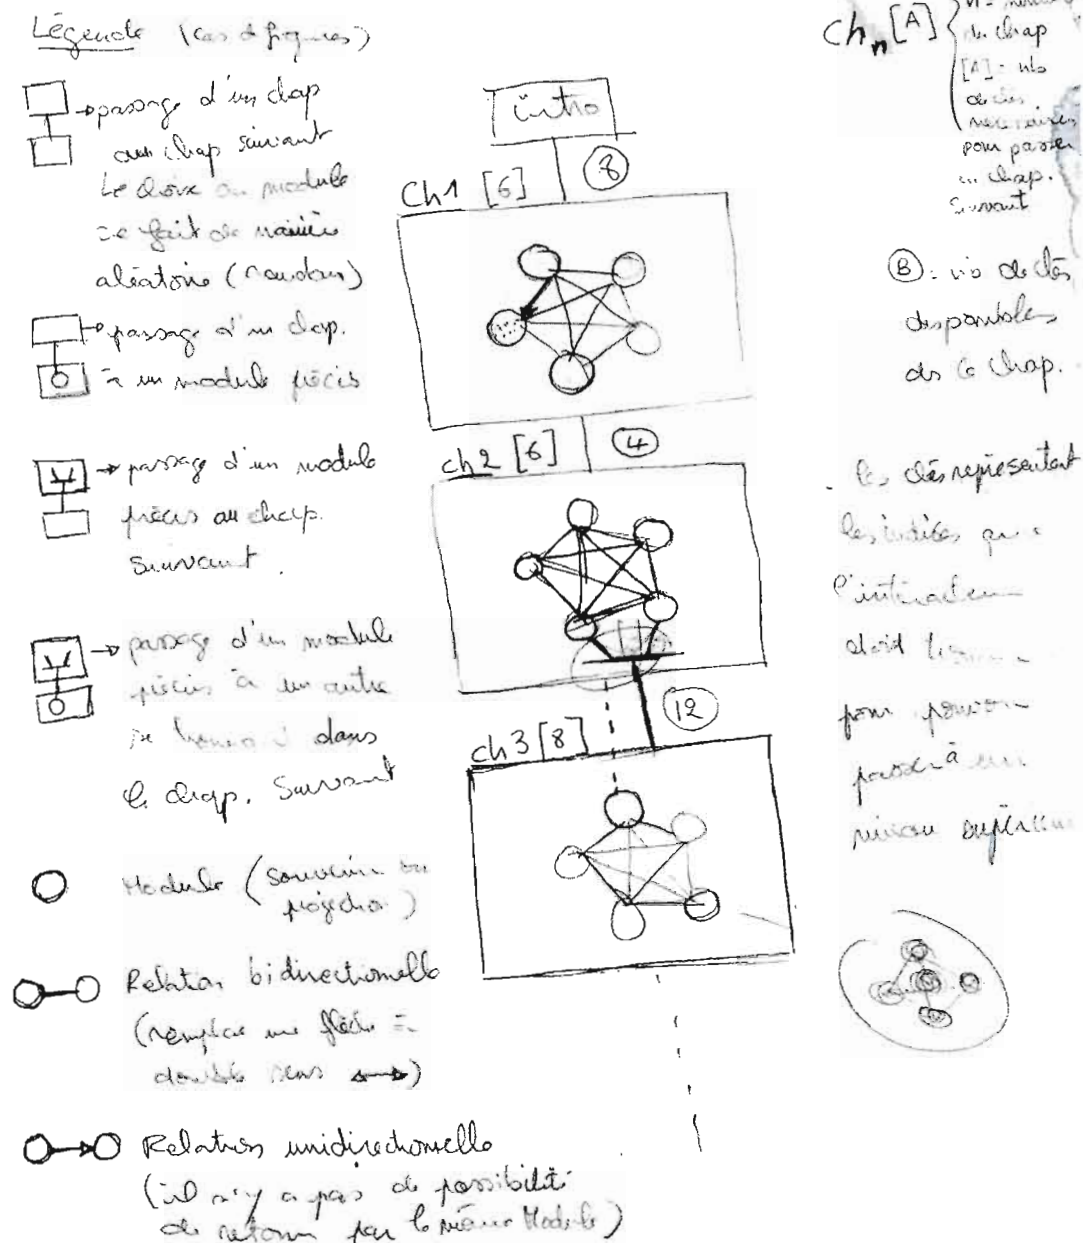 Légende (cas de figures)
→ passage d'un chap
au chap suivant
Le choix du module
se fait de manière
aléatoire (random)
→ passage d'un chap.
à un module précis
→ passage d'un module
précis au chap.
suivant.
→ passage d'un module
précis à un autre
se trouvant dans
le chap. suivant
Module (souvenir ou
projection)
Relation bidirectionnelle
(remplace une flèche à
double sens ↔)
Relation unidirectionnelle
(il n'y a pas de possibilité
de retour par le même Module)
intro
8
Ch1 [6]
4
ch2 [6]
12
ch3 [8]
Ch n [A]
n =
du chap
[A] = nb
de clés
nécessaires
pour passer
au chap.
suivant
B : nb de clés
disponibles
ds ce chap.
- les clés représentent
les indices que
l'interacteur
doit
pour pouvoir
passer à un
niveau supérieur